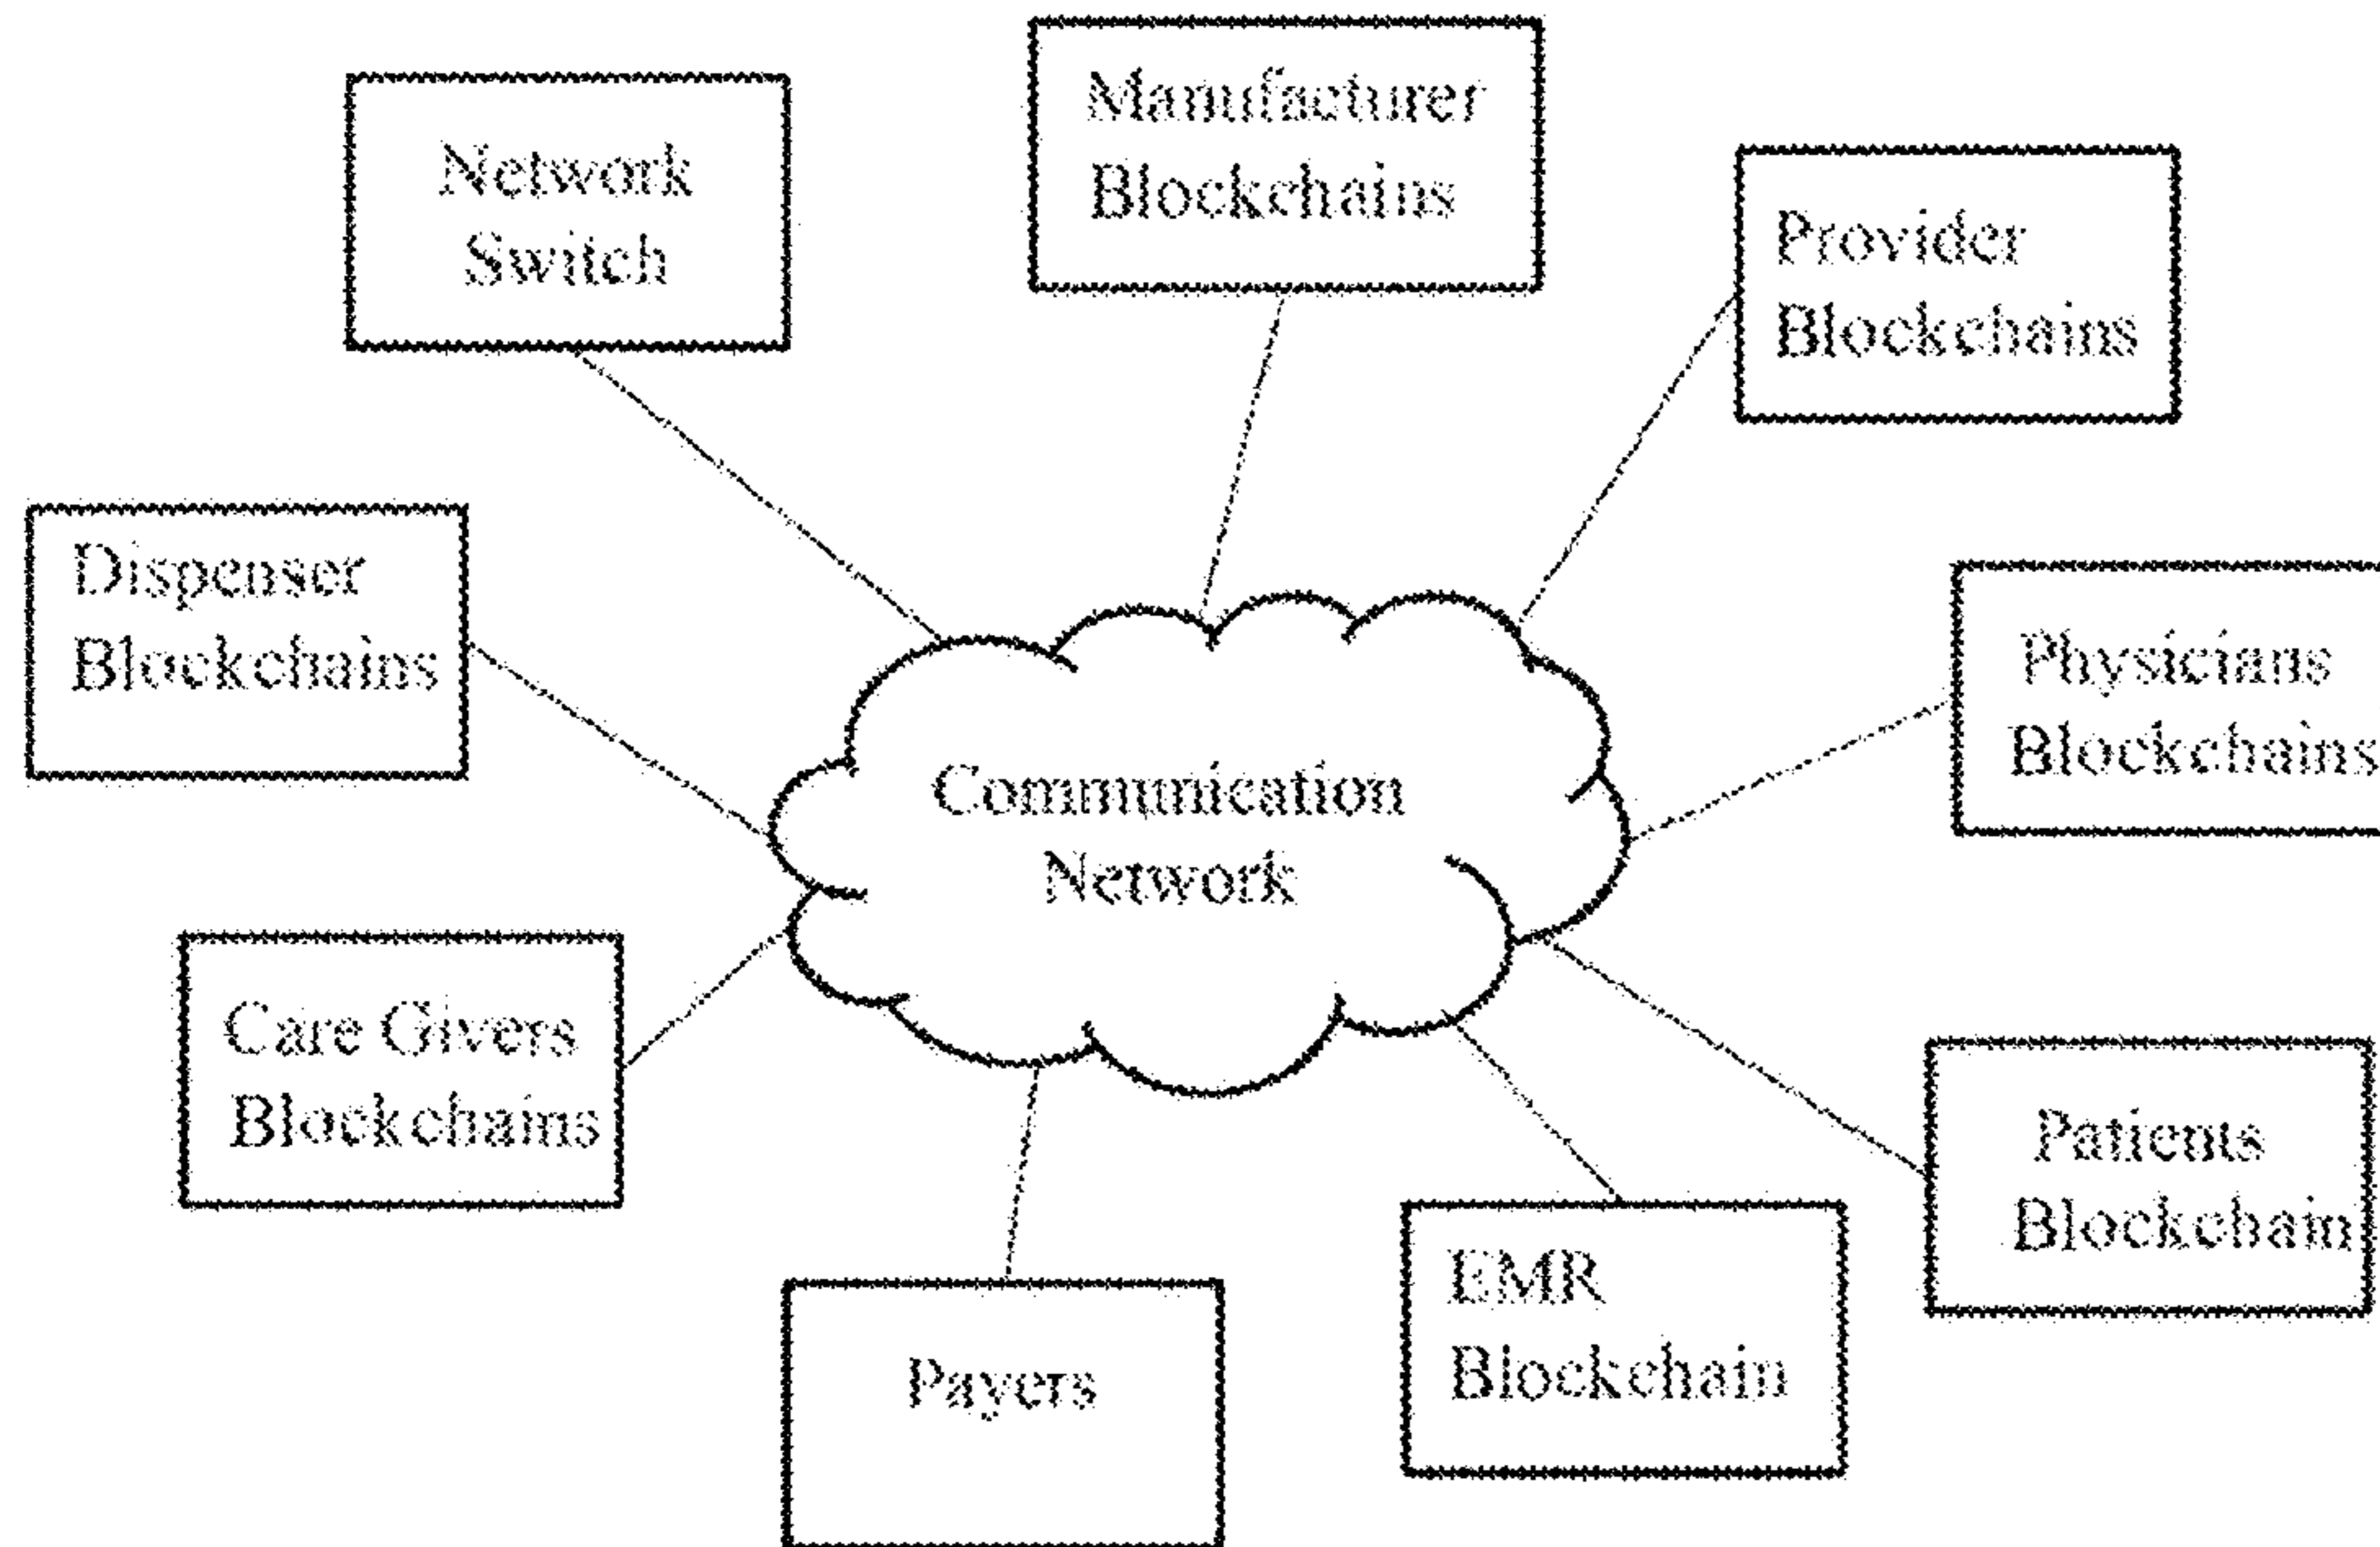 Manufacturer
Blockchains
Network
Switch
Provider
Blockchains
Dispenser
Blockchains
Physicians
Blockchains
Communication
Network
Care Givers
Blockchains
Patients
Blockchain
EMR
Blockchain
Payers